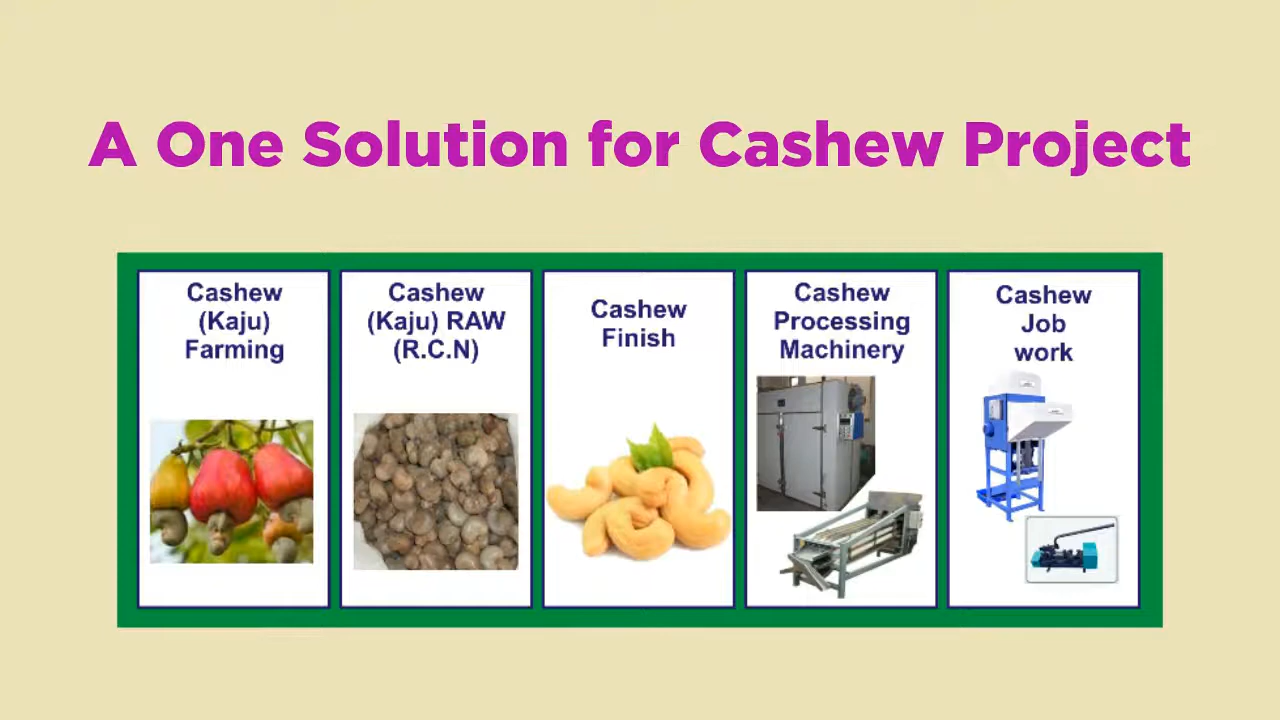 A One Solution for Cashew Project
Cashew
(Kaju)
Farming
Cashew
(Kaju) RAW
(R.C.N)
Cashew
Finish
Cashew
Processing
Machinery
Cashew
Job
work